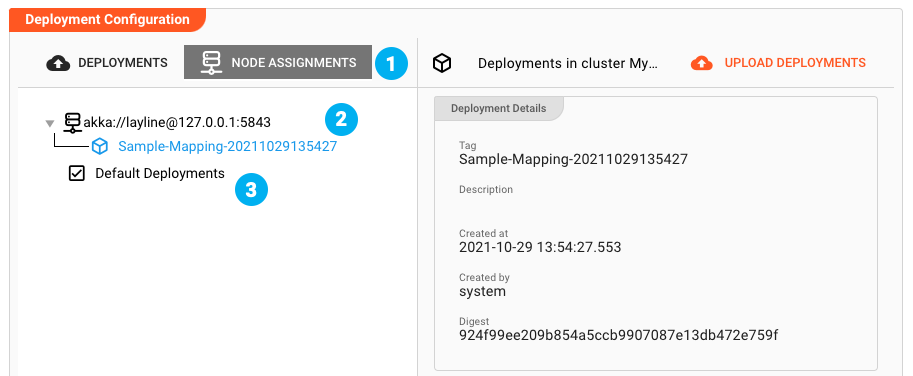 Deployment Configuration
DEPLOYMENTS
NODE ASSIGNMENTS
1
Deployments in cluster My...
UPLOAD DEPLOYMENTS
akka://layline@127.0.0.1:5843
2
Sample-Mapping-20211029135427
Default Deployments
3
Deployment Details
Tag
Sample-Mapping-20211029135427
Description
Created at
2021-10-29 13:54:27.553
Created by
system
Digest
924f99ee209b854a5ccb9907087e13db472e759f